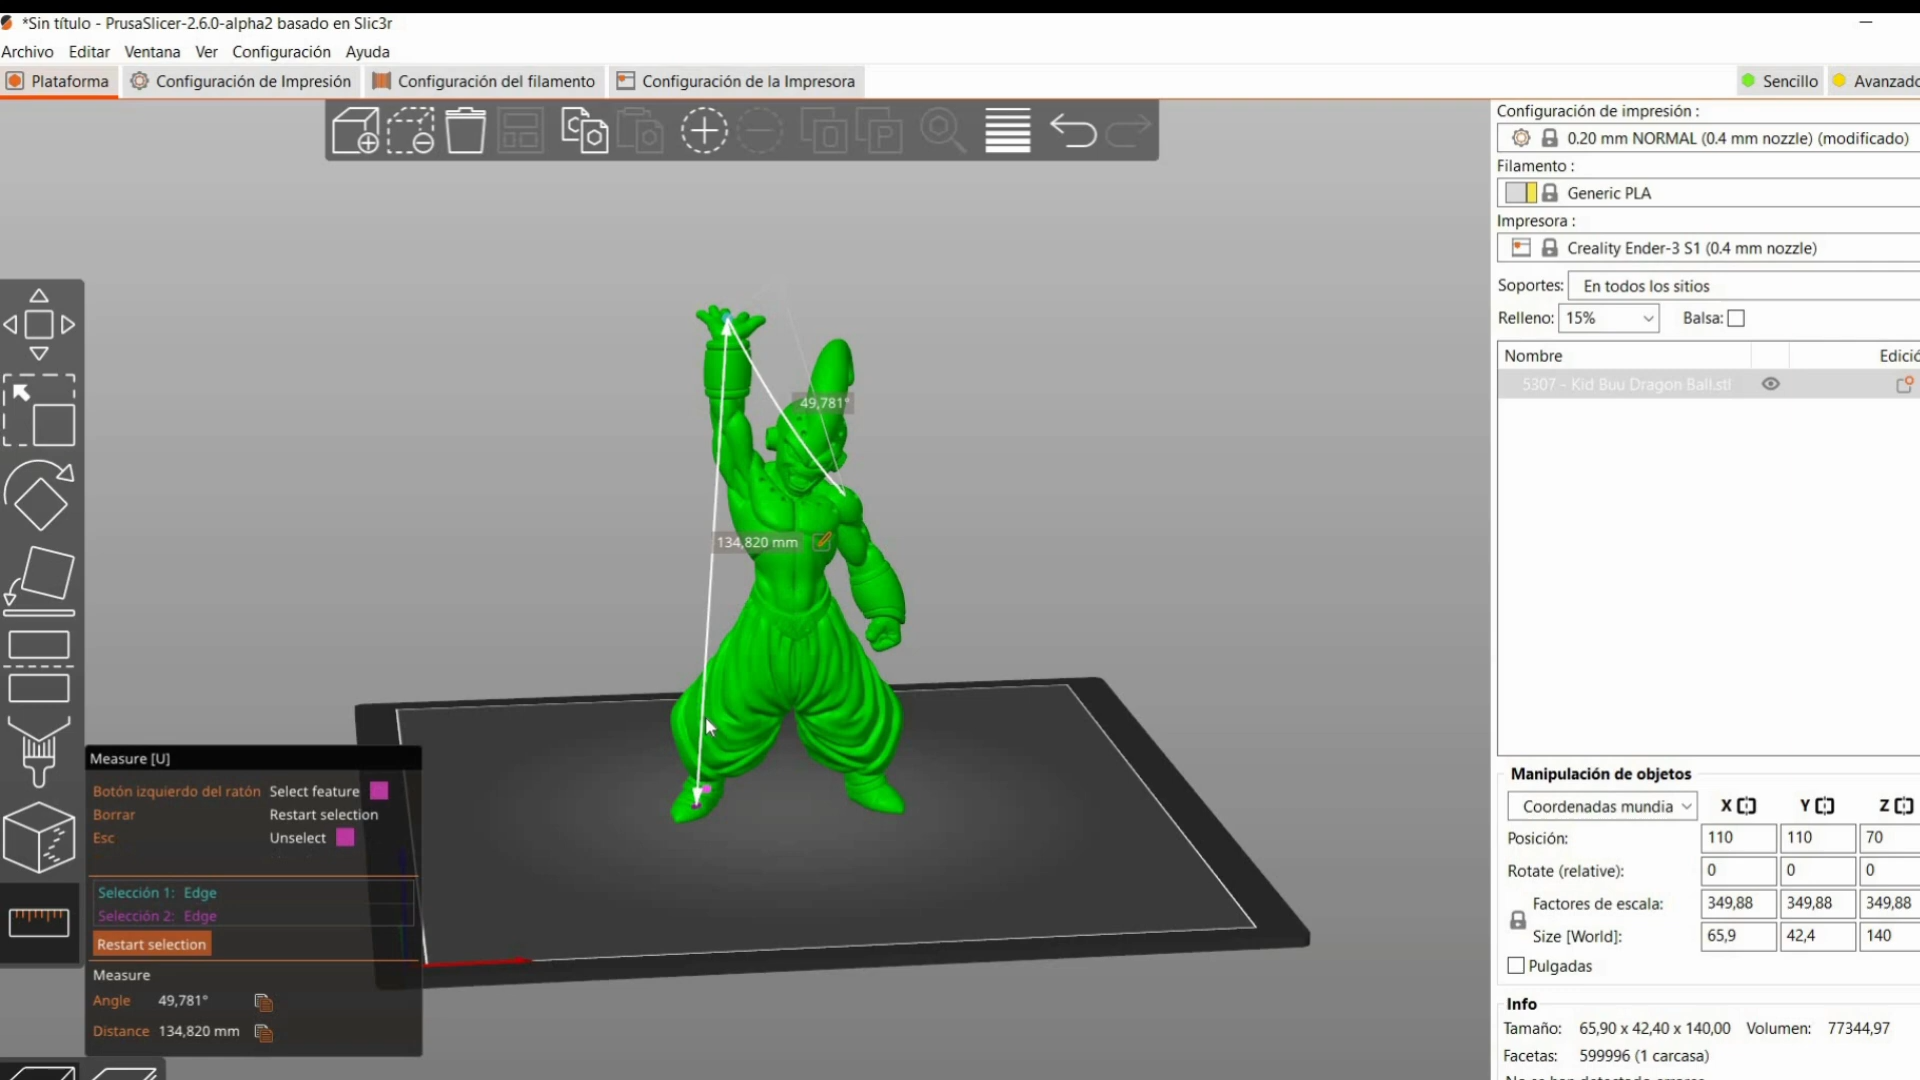 *Sin título - PrusaSlicer-2.6.0-alpha2 basado en Slic3r
Archivo Editar Ventana Ver Configuración Ayuda
Plataforma Configuración de Impresión Configuración del filamento Configuración de la Impresora Sencillo Avanzado
Configuración de impresión :
0.20 mm NORMAL (0.4 mm nozzle) (modificado)
Filamento :
Generic PLA
Impresora :
Creality Ender-3 S1 (0.4 mm nozzle)
Soportes: En todos los sitios
Relleno: 15% Balsa:
Nombre Edició
5307 - Kid Buu Dragon Ball.stl
49,781°
134,820 mm
Measure [U]
Botón izquierdo del ratón Select feature
Borrar Restart selection
Esc Unselect
Selección 1: Edge
Selección 2: Edge
Restart selection
Measure
Angle 49,781°
Distance 134,820 mm
Manipulación de objetos
Coordenadas mundia X Y Z
Posición: 110 110 70
Rotate (relative): 0 0 0
Factores de escala: 349,88 349,88 349,88
Size [World]: 65,9 42,4 140
Pulgadas
Info
Tamaño: 65,90 x 42,40 x 140,00 Volumen: 77344,97
Facetas: 599996 (1 carcasa)